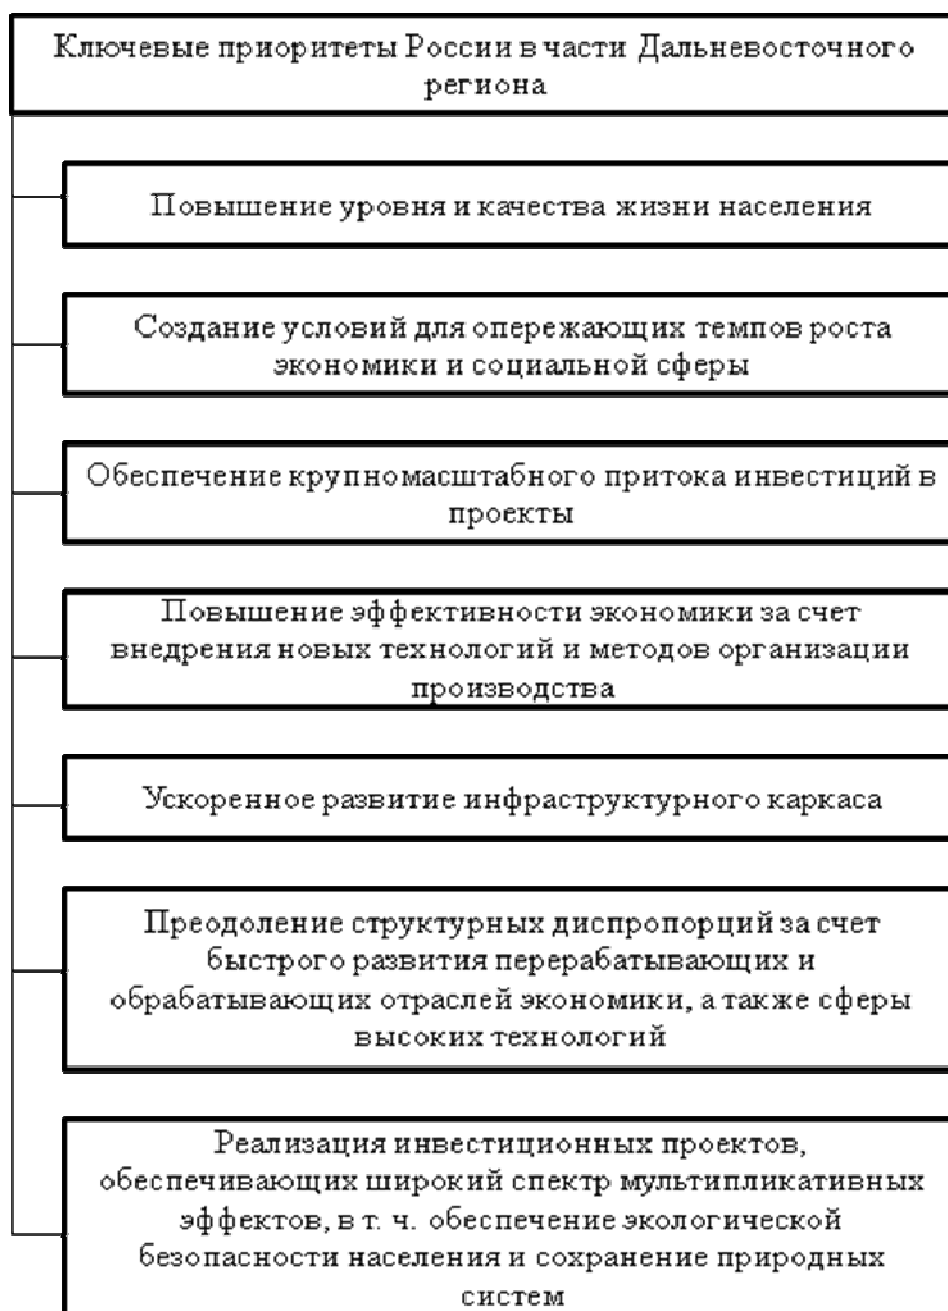 Ключевые приоритеты России в части Дальневосточного
региона
Повышение уровня и качества жизни населения
Создание условий для опережающих темпов роста
экономики и социальной сферы
Обеспечение крупномасштабного притока инвестиций в
проекты
Повышение эффективности экономики за счет
внедрения новых технологий и методов организации
производства
Ускоренное развитие инфраструктурного каркаса
Преодоление структурных диспропорций за счет
быстрого развития перерабатывающих и
обрабатывающих отраслей экономики, а также сферы
высоких технологий
Реализация инвестиционных проектов,
обеспечивающих широкий спектр мультипликативных
эффектов, в т. ч. обеспечение экологической
безопасности населения и сохранение природных
систем